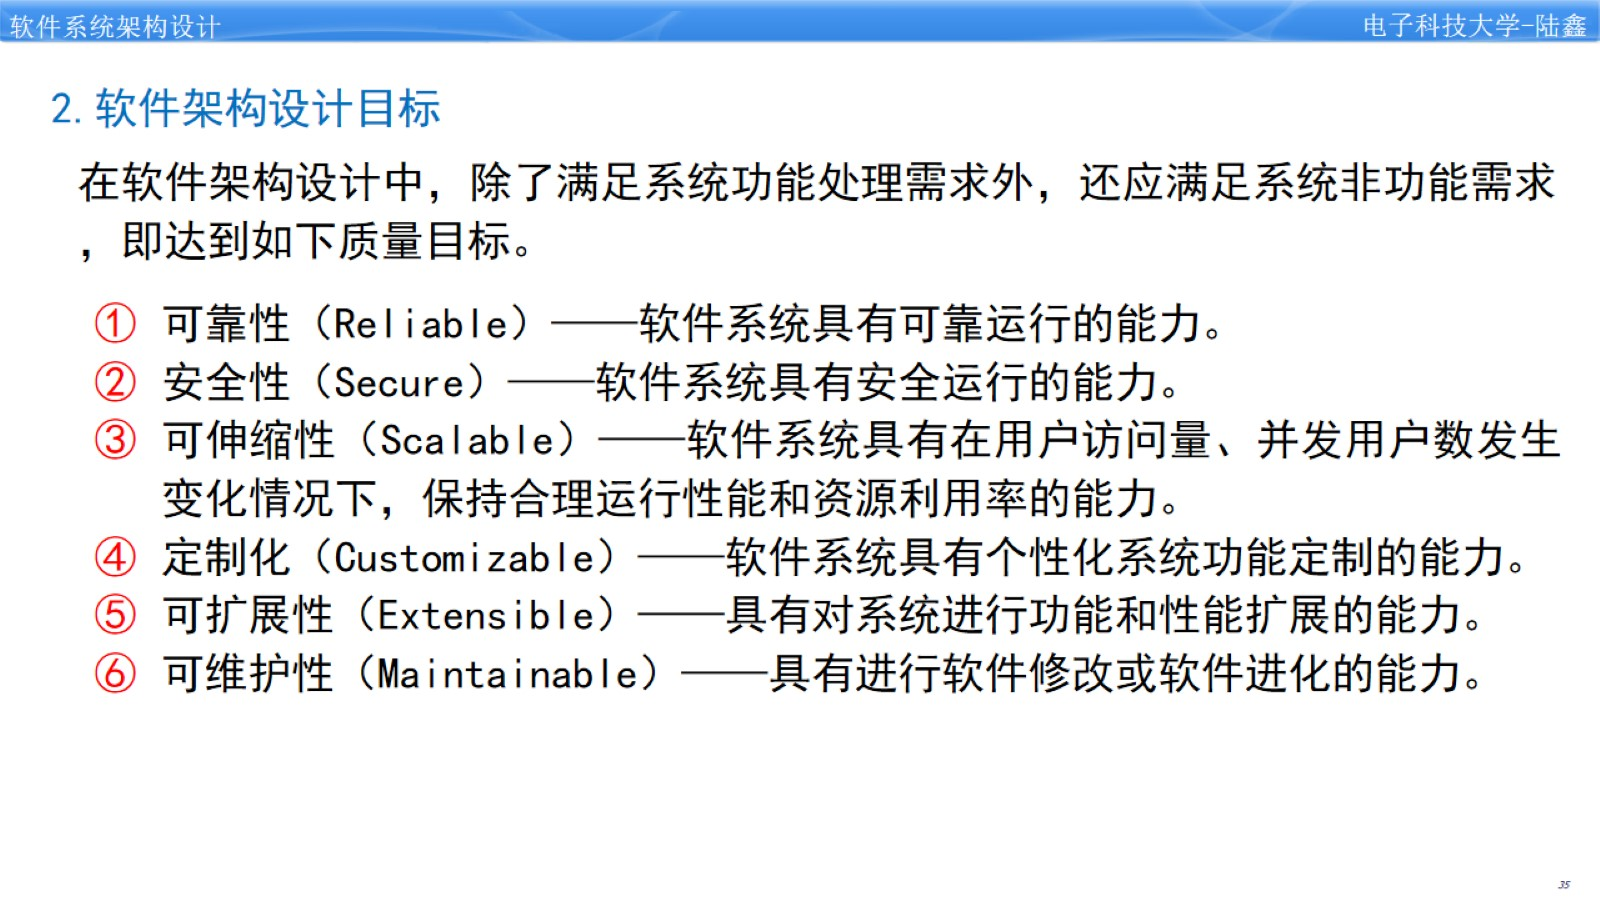 软件系统架构设计
电子科技大学-陆鑫
2.软件架构设计目标
在软件架构设计中，除了满足系统功能处理需求外，还应满足系统非功能需求
，即达到如下质量目标。
① 可靠性（Reliable）——软件系统具有可靠运行的能力。
② 安全性（Secure）——软件系统具有安全运行的能力。
③ 可伸缩性（Scalable）——软件系统具有在用户访问量、并发用户数发生
变化情况下，保持合理运行性能和资源利用率的能力。
④ 定制化（Customizable）——软件系统具有个性化系统功能定制的能力。
⑤ 可扩展性（Extensible）——具有对系统进行功能和性能扩展的能力。
⑥ 可维护性（Maintainable）——具有进行软件修改或软件进化的能力。
35